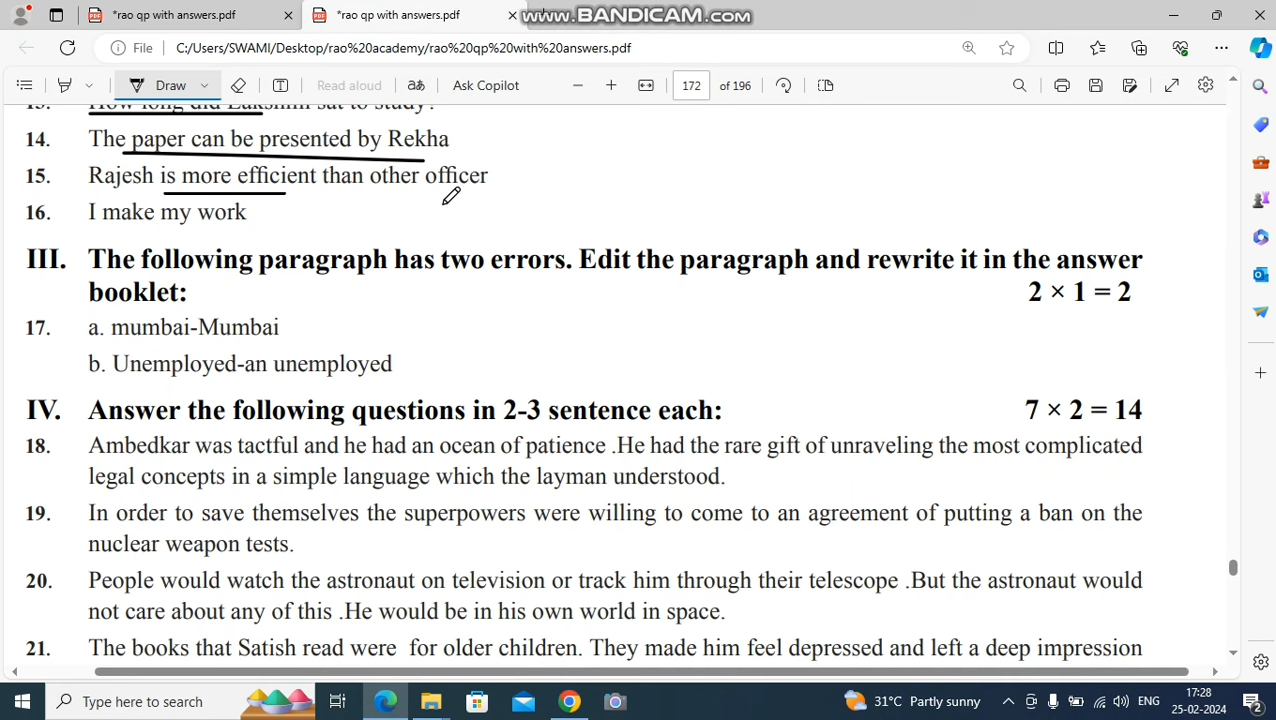 *rao qp with answers.pdf
*rao qp with answers.pdf
www.BANDICAM.com
File
C:/Users/SWAMI/Desktop/rao%20academy/rao%20qp%20with%20answers.pdf
Draw
Read aloud
Ask Copilot
172 of 196
13. How long did Lakshmi sat to study?
14. The paper can be presented by Rekha
15. Rajesh is more efficient than other officer
16. I make my work
III. The following paragraph has two errors. Edit the paragraph and rewrite it in the answer
booklet: 2 × 1 = 2
17. a. mumbai-Mumbai
b. Unemployed-an unemployed
IV. Answer the following questions in 2-3 sentence each: 7 × 2 = 14
18. Ambedkar was tactful and he had an ocean of patience .He had the rare gift of unraveling the most complicated
legal concepts in a simple language which the layman understood.
19. In order to save themselves the superpowers were willing to come to an agreement of putting a ban on the
nuclear weapon tests.
20. People would watch the astronaut on television or track him through their telescope .But the astronaut would
not care about any of this .He would be in his own world in space.
21. The books that Satish read were for older children. They made him feel depressed and left a deep impression
Type here to search
31°C Partly sunny
ENG
17:28
25-02-2024
2